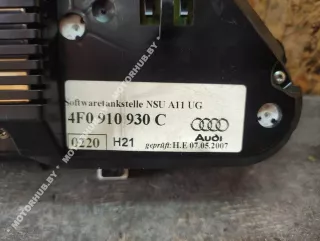 Softwaretankstelle NSU A11 UG
4F0 910 930 C
0220 H21
Audi
geprüft: H.E 07.05.2007
MOTORHUB.BY